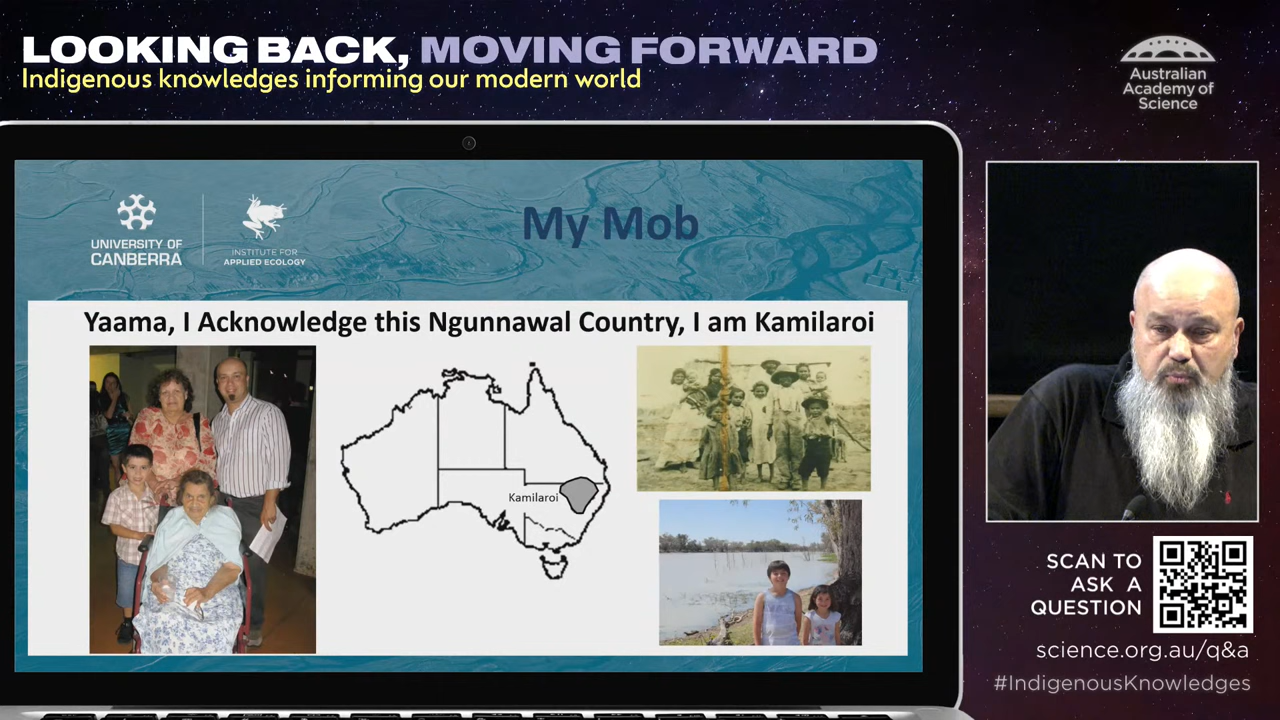 LOOKING BACK, MOVING FORWARD
Indigenous knowledges informing our modern world
Australian
Academy of
Science
UNIVERSITY OF
CANBERRA
INSTITUTE FOR
APPLIED ECOLOGY
My Mob
Yaama, I Acknowledge this Ngunnawal Country, I am Kamilaroi
Kamilaroi
SCAN TO
ASK A
QUESTION
science.org.au/q&a
#IndigenousKnowledges